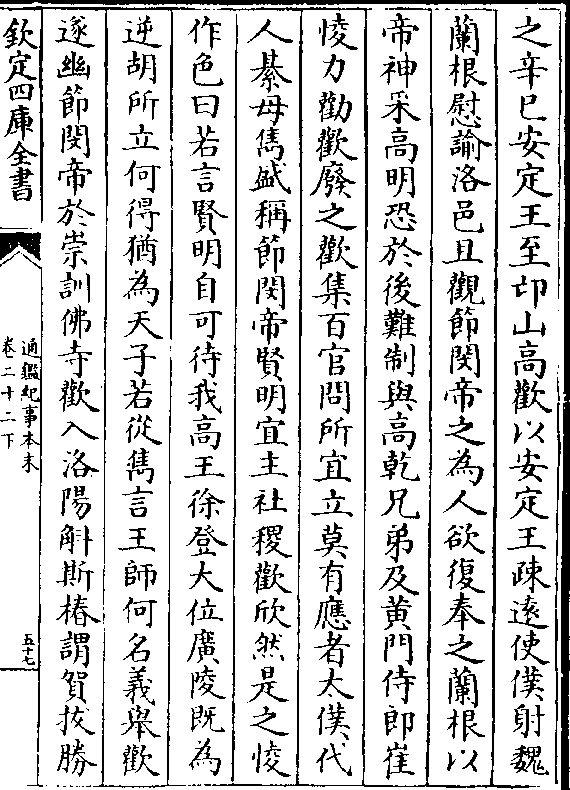 之辛巳安定王至邙山高歡以安定王疎遠使僕射魏
蘭根慰諭洛邑且觀節閔帝之為人欲復奉之蘭根以
帝神采高明恐於後難制與高乾兄弟及黄門侍郎崔
㥄力勸歡廢之歡集百官問所宜立莫有應者太僕代
人綦母儁盛稱節閔帝賢明宜主社稷歡欣然是之㥄
作色曰若言賢明自可待我高王徐登大位廣陵既為
逆胡所立何得猶為天子若從儁言王師何名義舉歡
遂幽節閔帝於崇訓佛寺歡入洛陽斛斯椿謂賀拔勝
欽定四庫全書
通鑑紀事本末
卷二十二下
五十七